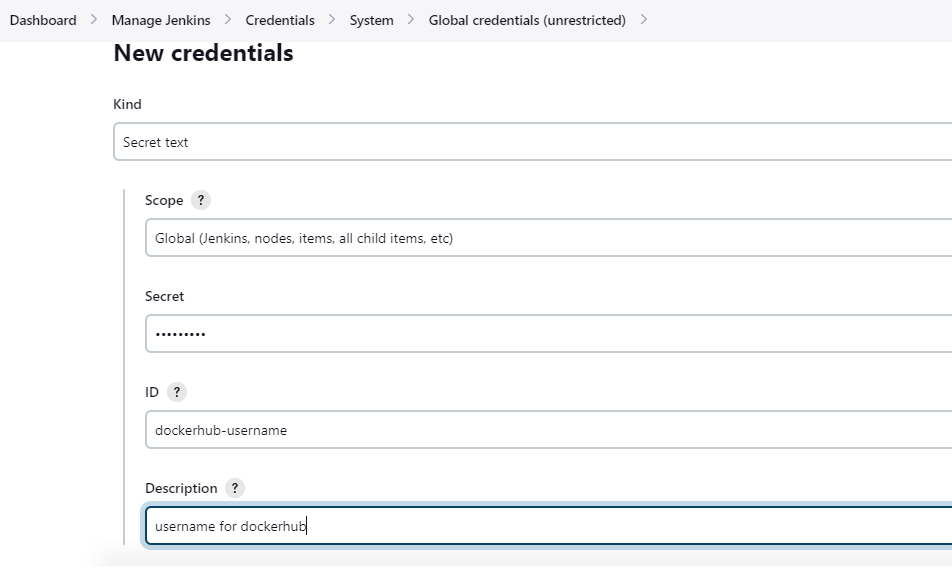 Dashboard > Manage Jenkins > Credentials > System > Global credentials (unrestricted) >
New credentials
Kind
Secret text
Scope ?
Global (Jenkins, nodes, items, all child items, etc)
Secret
•••••••••
ID ?
dockerhub-username
Description ?
username for dockerhub